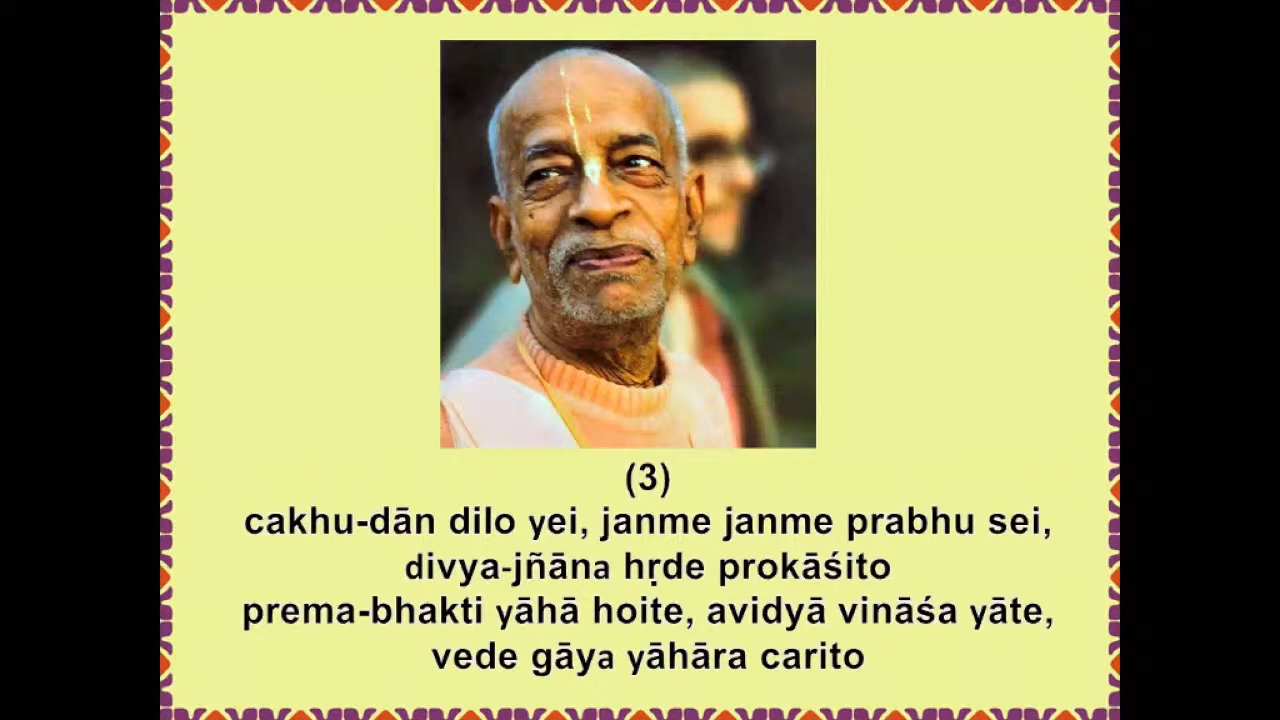 (3)
cakhu-dān dilo yei, janme janme prabhu sei,
divya-jñāna hṛde prokāśito
prema-bhakti yāhā hoite, avidyā vināśa yāte,
vede gāya yāhāra carito